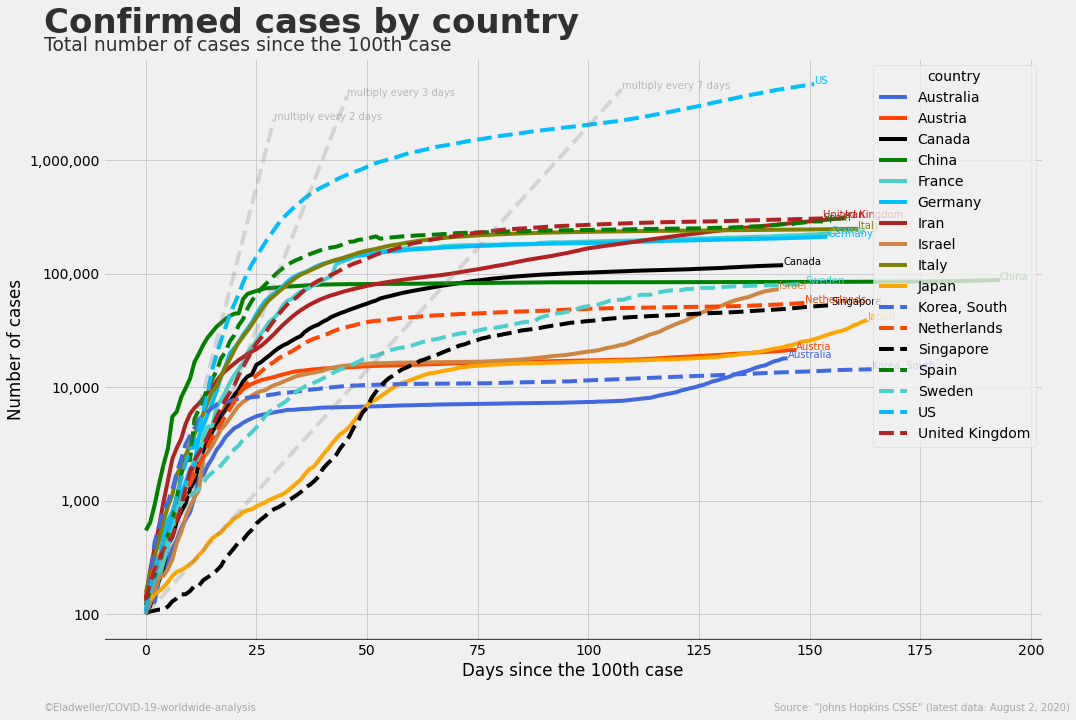 Confirmed cases by country
Total number of cases since the 100th case
country
Australia
Austria
Canada
China
France
Germany
Iran
Israel
Italy
Japan
Korea, South
Netherlands
Singapore
Spain
Sweden
US
United Kingdom
multiply every 2 days
multiply every 3 days
multiply every 7 days
US
United Kingdom
Germany
Canada
China
Sweden
Israel
Netherlands
Singapore
Japan
Austria
Australia
Number of cases
1,000,000
100,000
10,000
1,000
100
0
25
50
75
100
125
150
175
200
Days since the 100th case
©Eladweller/COVID-19-worldwide-analysis
Source: "Johns Hopkins CSSE" (latest data: August 2, 2020)